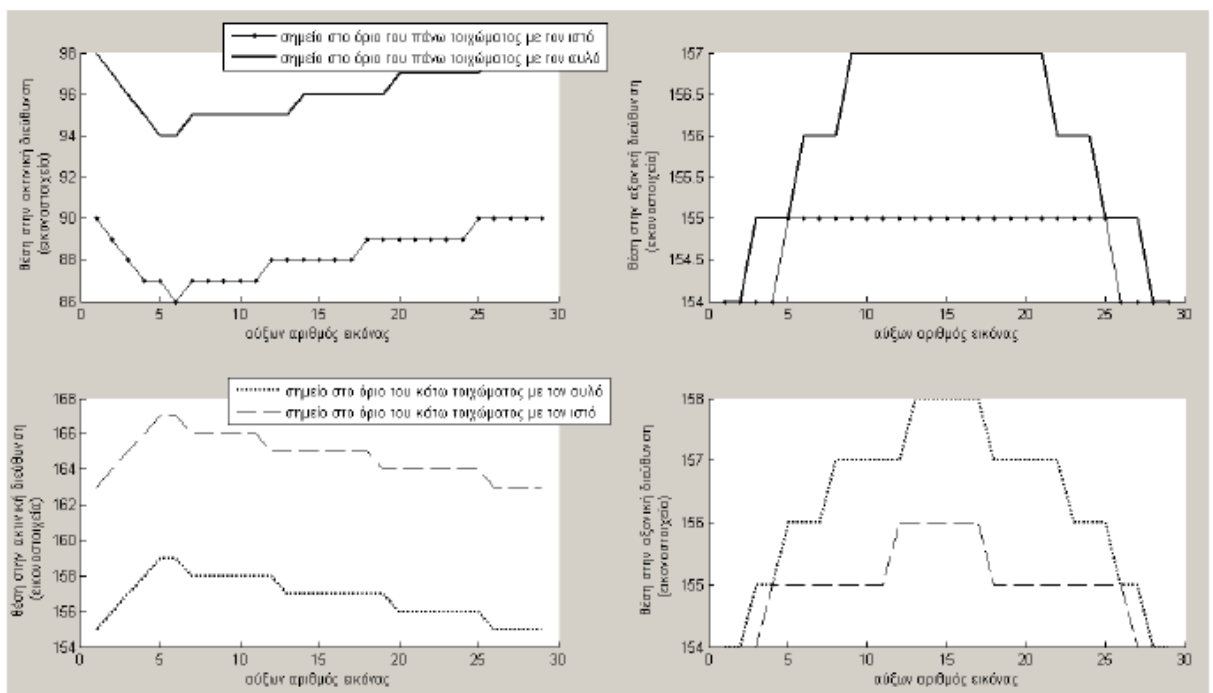 σημείο στο όριο του πάνω τοιχώματος με τον ιστό
σημείο στο όριο του πάνω τοιχώματος με τον αυλό
98
96
94
92
90
88
86
0 5 10 15 20 25 30
θέση στην ακτινική διεύθυνση
(εικονοστοιχεία)
αύξων αριθμός εικόνας
157
156.5
156
155.5
155
154.5
154
0 5 10 15 20 25 30
θέση στην αξονική διεύθυνση
(εικονοστοιχεία)
αύξων αριθμός εικόνας
σημείο στο όριο του κάτω τοιχώματος με τον αυλό
σημείο στο όριο του κάτω τοιχώματος με τον ιστό
168
166
164
162
160
158
156
154
0 5 10 15 20 25 30
θέση στην ακτινική διεύθυνση
(εικονοστοιχεία)
αύξων αριθμός εικόνας
158
157
156
155
154
0 5 10 15 20 25 30
θέση στην αξονική διεύθυνση
(εικονοστοιχεία)
αύξων αριθμός εικόνας